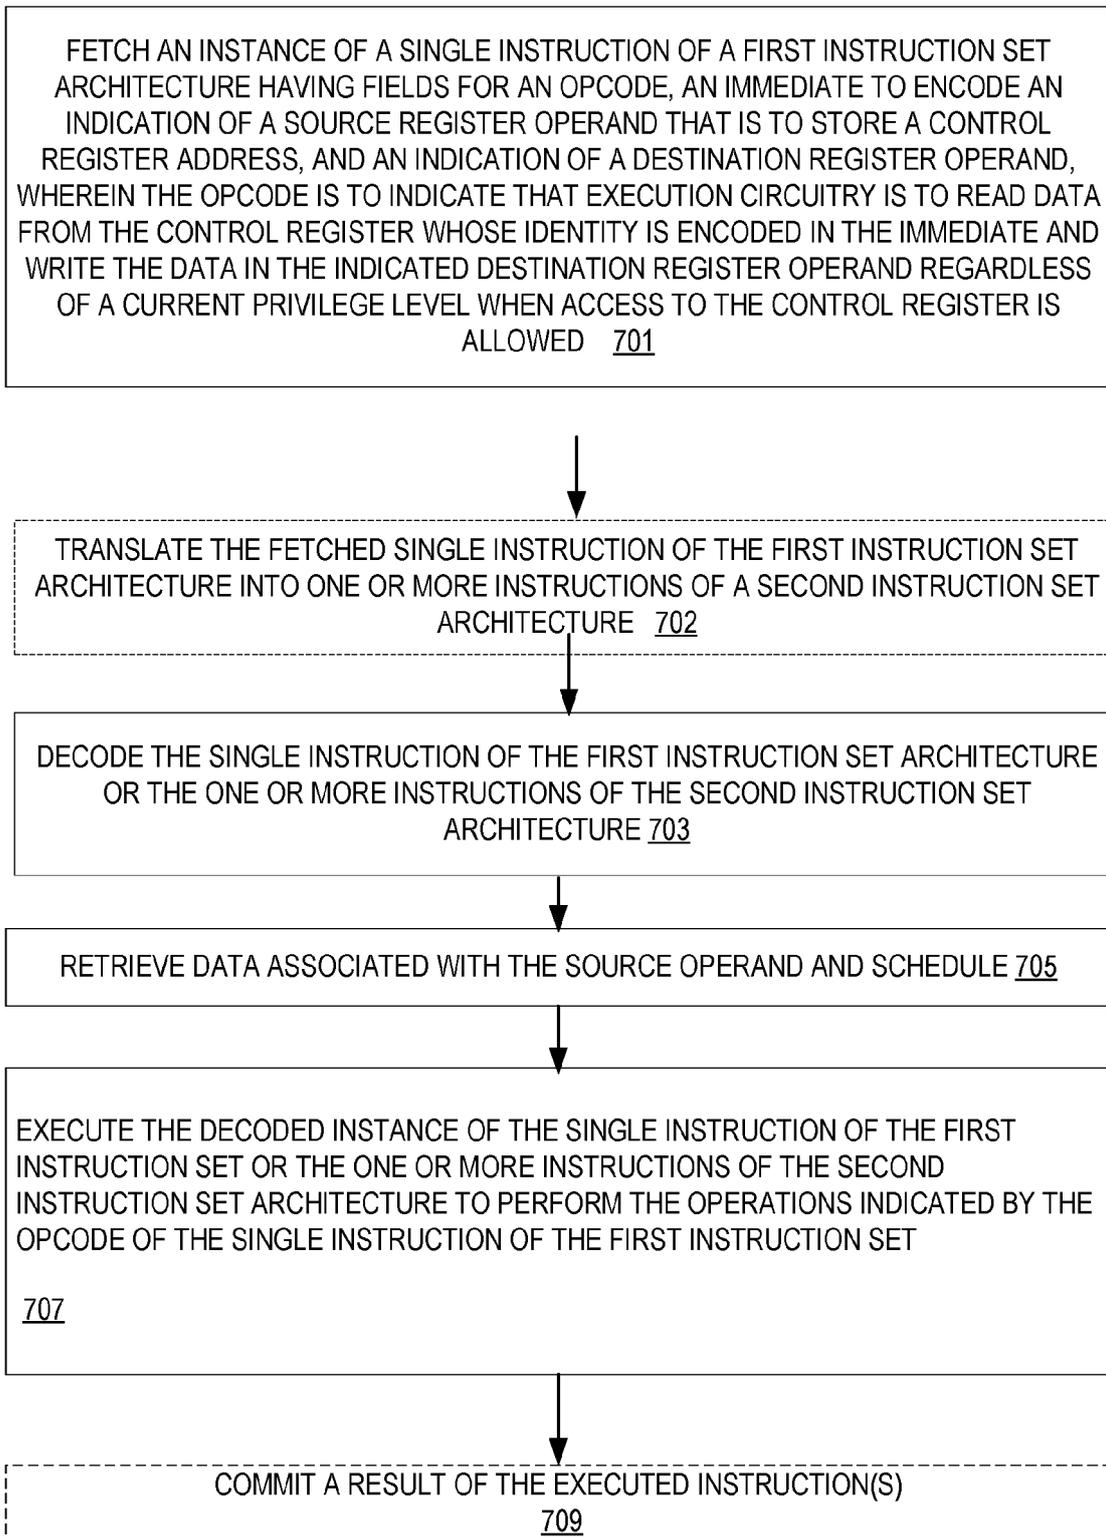 FETCH AN INSTANCE OF A SINGLE INSTRUCTION OF A FIRST INSTRUCTION SET
ARCHITECTURE HAVING FIELDS FOR AN OPCODE, AN IMMEDIATE TO ENCODE AN
INDICATION OF A SOURCE REGISTER OPERAND THAT IS TO STORE A CONTROL
REGISTER ADDRESS, AND AN INDICATION OF A DESTINATION REGISTER OPERAND,
WHEREIN THE OPCODE IS TO INDICATE THAT EXECUTION CIRCUITRY IS TO READ DATA
FROM THE CONTROL REGISTER WHOSE IDENTITY IS ENCODED IN THE IMMEDIATE AND
WRITE THE DATA IN THE INDICATED DESTINATION REGISTER OPERAND REGARDLESS
OF A CURRENT PRIVILEGE LEVEL WHEN ACCESS TO THE CONTROL REGISTER IS
ALLOWED 701
TRANSLATE THE FETCHED SINGLE INSTRUCTION OF THE FIRST INSTRUCTION SET
ARCHITECTURE INTO ONE OR MORE INSTRUCTIONS OF A SECOND INSTRUCTION SET
ARCHITECTURE 702
DECODE THE SINGLE INSTRUCTION OF THE FIRST INSTRUCTION SET ARCHITECTURE
OR THE ONE OR MORE INSTRUCTIONS OF THE SECOND INSTRUCTION SET
ARCHITECTURE 703
RETRIEVE DATA ASSOCIATED WITH THE SOURCE OPERAND AND SCHEDULE 705
EXECUTE THE DECODED INSTANCE OF THE SINGLE INSTRUCTION OF THE FIRST
INSTRUCTION SET OR THE ONE OR MORE INSTRUCTIONS OF THE SECOND
INSTRUCTION SET ARCHITECTURE TO PERFORM THE OPERATIONS INDICATED BY THE
OPCODE OF THE SINGLE INSTRUCTION OF THE FIRST INSTRUCTION SET
707
COMMIT A RESULT OF THE EXECUTED INSTRUCTION(S)
709